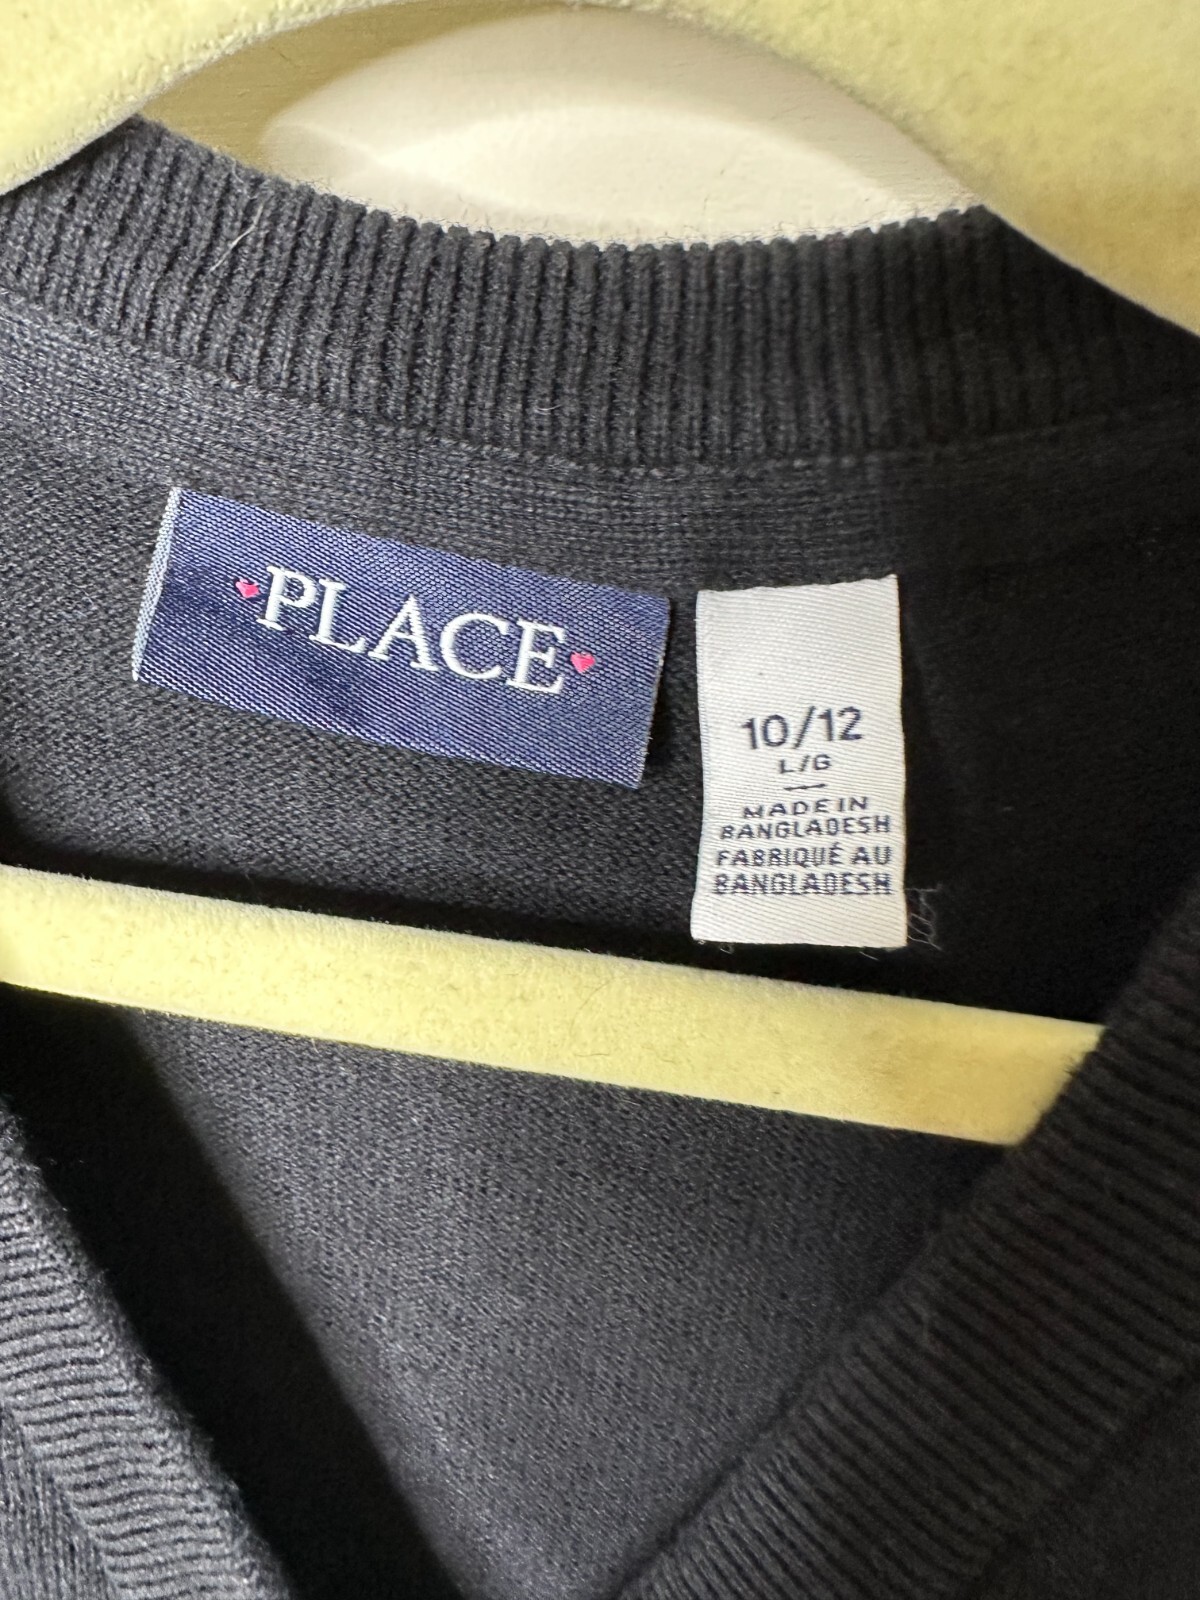 PLACE
10/12
L/G
MADE IN
BANGLADESH
FABRIQUÉ AU
BANGLADESH